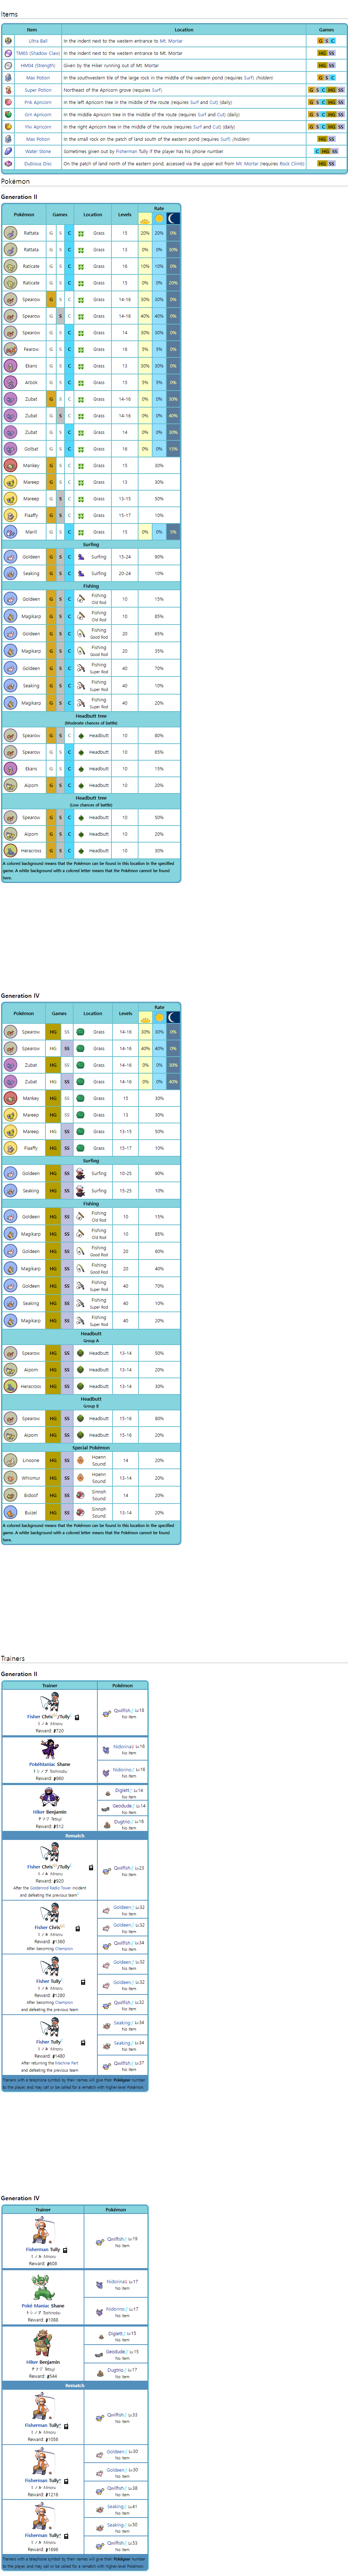 Items
Item Location Games
Ultra Ball In the indent next to the western entrance to Mt. Mortar G S C
TM65 (Shadow Claw) In the indent next to the western entrance to Mt. Mortar HG SS
HM04 (Strength) Given by the Hiker running out of Mt. Mortar HG SS
Max Potion In the southwestern tile of the large rock in the middle of the western pond (requires Surf) (hidden) G S C
Super Potion Northeast of the Apricorn grove (requires Surf) G S C HG SS
Pnk Apricorn In the left Apricorn tree in the middle of the route (requires Surf and Cut) (daily) G S C HG SS
Grn Apricorn In the middle Apricorn tree in the middle of the route (requires Surf and Cut) (daily) G S C HG SS
Ylw Apricorn In the right Apricorn tree in the middle of the route (requires Surf and Cut) (daily) G S C HG SS
Max Potion In the small rock on the patch of land south of the eastern pond (requires Surf) (hidden) HG SS
Water Stone Sometimes given out by Fisherman Tully if the player has his phone number C HG SS
Dubious Disc On the patch of land north of the eastern pond, accessed via the upper exit from Mt. Mortar (requires Rock Climb) HG SS
Pokémon
Generation II
Pokémon Games Location Levels Rate
Rattata G S C Grass 15 20% 20% 0%
Rattata G S C Grass 13 0% 0% 30%
Raticate G S C Grass 16 10% 10% 0%
Raticate G S C Grass 15 0% 0% 20%
Spearow G S C Grass 14-16 30% 30% 0%
Spearow G S C Grass 14-16 40% 40% 0%
Spearow G S C Grass 14 30% 30% 0%
Fearow G S C Grass 16 5% 5% 0%
Ekans G S C Grass 13 30% 30% 0%
Arbok G S C Grass 15 5% 5% 0%
Zubat G S C Grass 14-16 0% 0% 30%
Zubat G S C Grass 14-16 0% 0% 40%
Zubat G S C Grass 14 0% 0% 30%
Golbat G S C Grass 16 0% 0% 15%
Mankey G S C Grass 15 30%
Mareep G S C Grass 13 30%
Mareep G S C Grass 13-15 50%
Flaaffy G S C Grass 15-17 10%
Marill G S C Grass 15 0% 0% 5%
Surfing
Goldeen G S C Surfing 15-24 90%
Seaking G S C Surfing 20-24 10%
Fishing
Goldeen G S C Fishing Old Rod 10 15%
Magikarp G S C Fishing Old Rod 10 85%
Goldeen G S C Fishing Good Rod 20 65%
Magikarp G S C Fishing Good Rod 20 35%
Goldeen G S C Fishing Super Rod 40 70%
Seaking G S C Fishing Super Rod 40 10%
Magikarp G S C Fishing Super Rod 40 20%
Headbutt tree
(Moderate chances of battle)
Spearow G S C Headbutt 10 80%
Spearow G S C Headbutt 10 65%
Ekans G S C Headbutt 10 15%
Aipom G S C Headbutt 10 20%
Headbutt tree
(Low chances of battle)
Spearow G S C Headbutt 10 50%
Aipom G S C Headbutt 10 20%
Heracross G S C Headbutt 10 30%
A colored background means that the Pokémon can be found in this location in the specified
game. A white background with a colored letter means that the Pokémon cannot be found
here.
Generation IV
Pokémon Games Location Levels Rate
Spearow HG SS Grass 14-16 30% 30% 0%
Spearow HG SS Grass 14-16 40% 40% 0%
Zubat HG SS Grass 14-16 0% 0% 30%
Zubat HG SS Grass 14-16 0% 0% 40%
Mankey HG SS Grass 15 30%
Mareep HG SS Grass 13 30%
Mareep HG SS Grass 13-15 50%
Flaaffy HG SS Grass 15-17 10%
Surfing
Goldeen HG SS Surfing 10-25 90%
Seaking HG SS Surfing 15-25 10%
Fishing
Goldeen HG SS Fishing Old Rod 10 15%
Magikarp HG SS Fishing Old Rod 10 85%
Goldeen HG SS Fishing Good Rod 20 60%
Magikarp HG SS Fishing Good Rod 20 40%
Goldeen HG SS Fishing Super Rod 40 70%
Seaking HG SS Fishing Super Rod 40 10%
Magikarp HG SS Fishing Super Rod 40 20%
Headbutt
Group A
Spearow HG SS Headbutt 13-14 50%
Aipom HG SS Headbutt 13-14 20%
Heracross HG SS Headbutt 13-14 30%
Headbutt
Group B
Spearow HG SS Headbutt 15-16 80%
Aipom HG SS Headbutt 15-16 20%
Special Pokémon
Linoone HG SS Hoenn Sound 14 20%
Whismur HG SS Hoenn Sound 13-14 20%
Bidoof HG SS Sinnoh Sound 14 20%
Buizel HG SS Sinnoh Sound 13-14 20%
A colored background means that the Pokémon can be found in this location in the specified
game. A white background with a colored letter means that the Pokémon cannot be found
here.
Trainers
Generation II
Trainer Pokémon
Fisher Chris/Tully
ミノル Minoru
Reward: 720
Qwilfish♂ Lv.18
No item
PokéManiac Shane
トシノブ Toshinobu
Reward: 960
Nidorina♀ Lv.16
No item
Nidorino♂ Lv.16
No item
Hiker Benjamin
テツジ Tetsuji
Reward: 512
Diglett♂ Lv.14
No item
Geodude♂ Lv.14
No item
Dugtrio♂ Lv.16
No item
Rematch
Fisher Chris/Tully
ミノル Minoru
Reward: 920
After the Goldenrod Radio Tower incident
and defeating the previous team
Qwilfish♂ Lv.23
No item
Fisher Chris
ミノル Minoru
Reward: 1360
After becoming Champion
Goldeen♂ Lv.32
No item
Goldeen♂ Lv.32
No item
Qwilfish♂ Lv.34
No item
Fisher Tully
ミノル Minoru
Reward: 1280
After becoming Champion
and defeating the previous team
Goldeen♂ Lv.32
No item
Goldeen♂ Lv.32
No item
Qwilfish♂ Lv.32
No item
Fisher Tully
ミノル Minoru
Reward: 1480
After returning the Machine Part
and defeating the previous team
Seaking♂ Lv.34
No item
Seaking♂ Lv.34
No item
Qwilfish♂ Lv.37
No item
Trainers with a telephone symbol by their names will give their Pokégear number
to the player, and may call or be called for a rematch with higher-level Pokémon.
Generation IV
Trainer Pokémon
Fisherman Tully
ミノル Minoru
Reward: 608
Qwilfish♂ Lv.19
No item
Poké Maniac Shane
トシノブ Toshinobu
Reward: 1088
Nidorina♀ Lv.17
No item
Nidorino♂ Lv.17
No item
Hiker Benjamin
テツジ Tetsuji
Reward: 544
Diglett♂ Lv.15
No item
Geodude♂ Lv.15
No item
Dugtrio♂ Lv.17
No item
Rematch
Fisherman Tully
ミノル Minoru
Reward: 1056
Qwilfish♂ Lv.33
No item
Fisherman Tully
ミノル Minoru
Reward: 1216
Goldeen♂ Lv.30
No item
Goldeen♂ Lv.30
No item
Qwilfish♂ Lv.38
No item
Fisherman Tully
ミノル Minoru
Reward: 1696
Seaking♂ Lv.41
No item
Seaking♂ Lv.50
No item
Qwilfish♂ Lv.53
No item
Trainers with a telephone symbol by their names will give their Pokégear number
to the player, and may call or be called for a rematch with higher-level Pokémon.